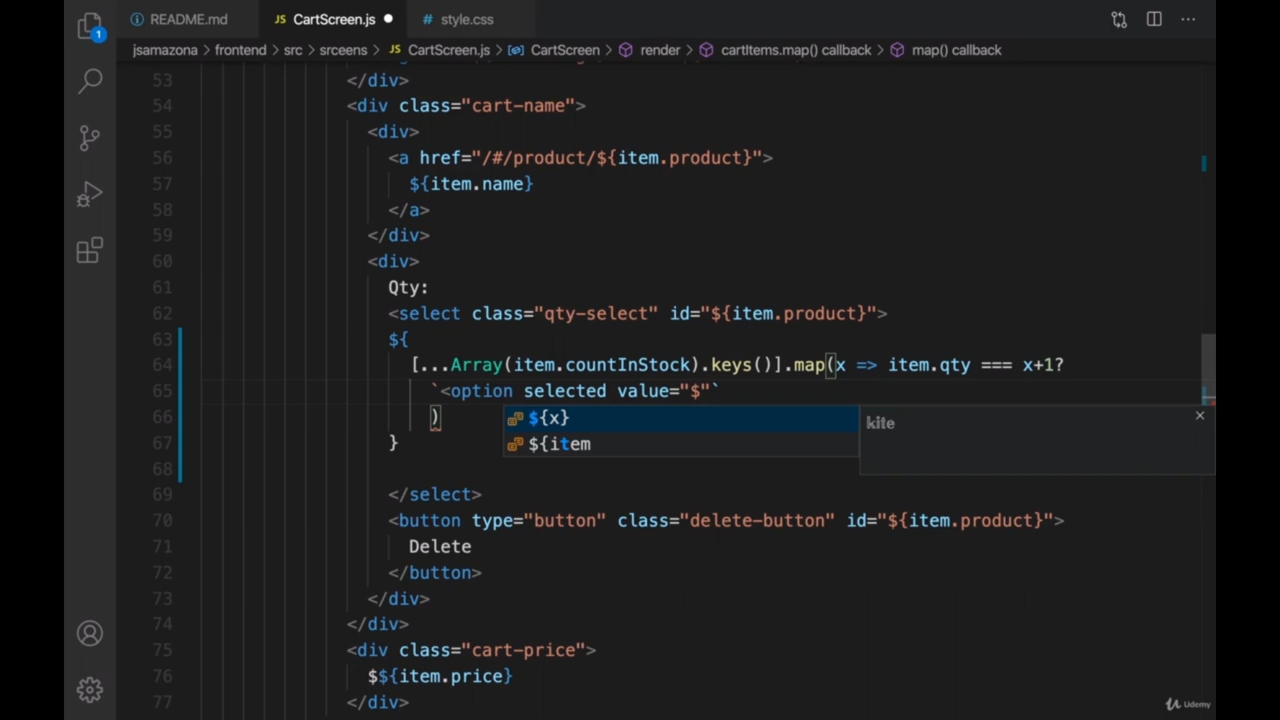 README.md
JS CartScreen.js
# style.css
1
jsamazona > frontend > src > srceens > JS CartScreen.js > CartScreen > render > cartItems.map() callback > map() callback
53 </div>
54 <div class="cart-name">
55 <div>
56 <a href="/#/product/${item.product}">
57 ${item.name}
58 </a>
59 </div>
60 <div>
61 Qty:
62 <select class="qty-select" id="${item.product}">
63 ${
64 [...Array(item.countInStock).keys()].map(x => item.qty === x+1?
65 `<option selected value="$"`
66 )
${x}
kite
${item
67 }
68
69 </select>
70 <button type="button" class="delete-button" id="${item.product}">
71 Delete
72 </button>
73 </div>
74 </div>
75 <div class="cart-price">
76 $${item.price}
77 </div>
Udemy